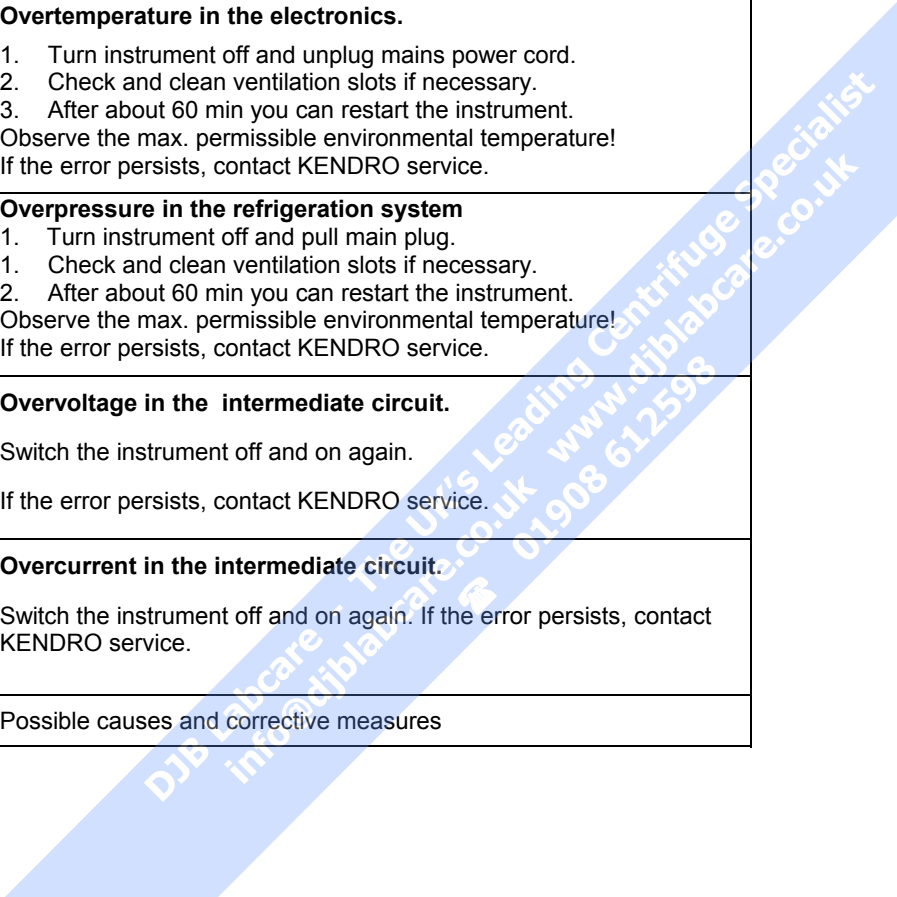 Overtemperature in the electronics.
1. Turn instrument off and unplug mains power cord.
2. Check and clean ventilation slots if necessary.
3. After about 60 min you can restart the instrument.
Observe the max. permissible environmental temperature!
If the error persists, contact KENDRO service.
Overpressure in the refrigeration system
1. Turn instrument off and pull main plug.
1. Check and clean ventilation slots if necessary.
2. After about 60 min you can restart the instrument.
Observe the max. permissible environmental temperature!
If the error persists, contact KENDRO service.
Overvoltage in the  intermediate circuit.
Switch the instrument off and on again.
If the error persists, contact KENDRO service.
Overcurrent in the intermediate circuit.
Switch the instrument off and on again. If the error persists, contact
KENDRO service.
Possible causes and corrective measures
DJB Labcare - The UK's Leading Centrifuge Specialist
info@djblabcare.co.uk www.djblabcare.co.uk
☎ 01908 612598